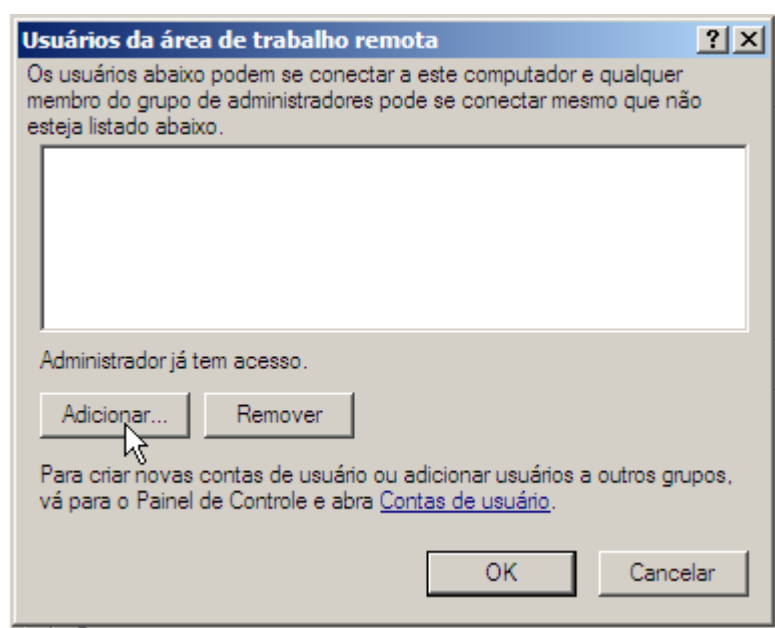 Usuários da área de trabalho remota
Os usuários abaixo podem se conectar a este computador e qualquer
membro do grupo de administradores pode se conectar mesmo que não
esteja listado abaixo.
Administrador já tem acesso.
Adicionar... Remover
Para criar novas contas de usuário ou adicionar usuários a outros grupos,
vá para o Painel de Controle e abra Contas de usuário.
OK Cancelar